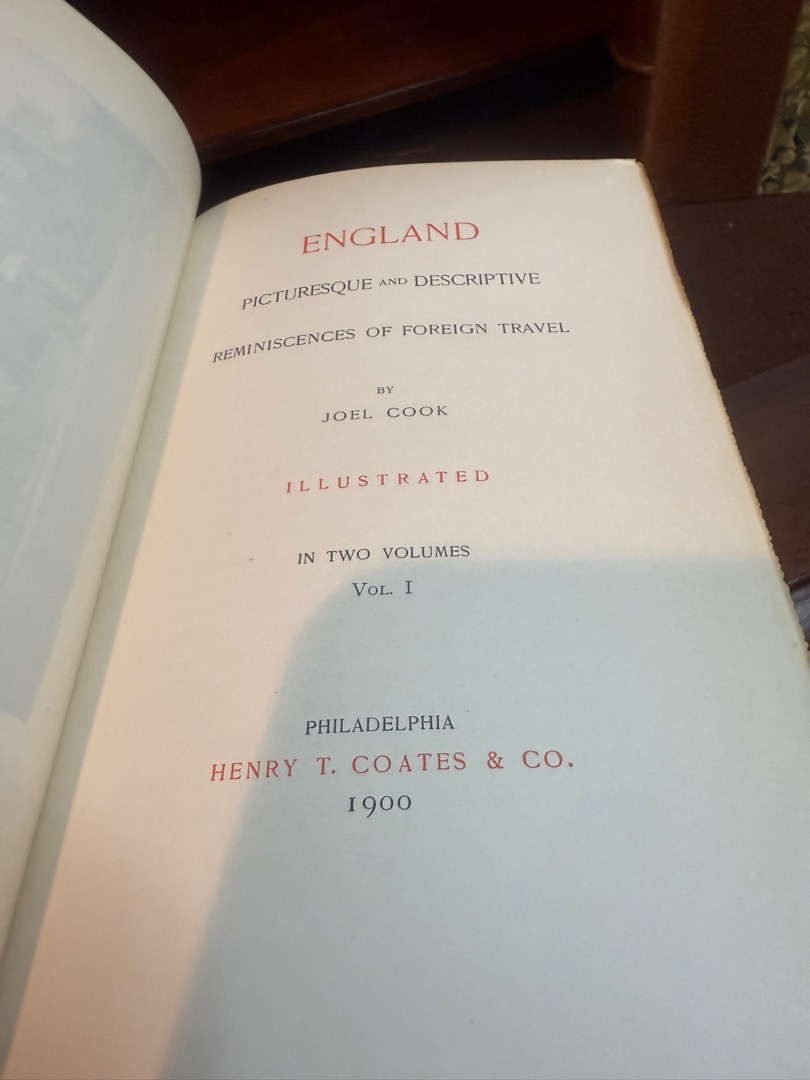 ENGLAND
PICTURESQUE AND DESCRIPTIVE
REMINISCENCES OF FOREIGN TRAVEL
BY
JOEL COOK
ILLUSTRATED
IN TWO VOLUMES
VOL. I
PHILADELPHIA
HENRY T. COATES & CO.
1900